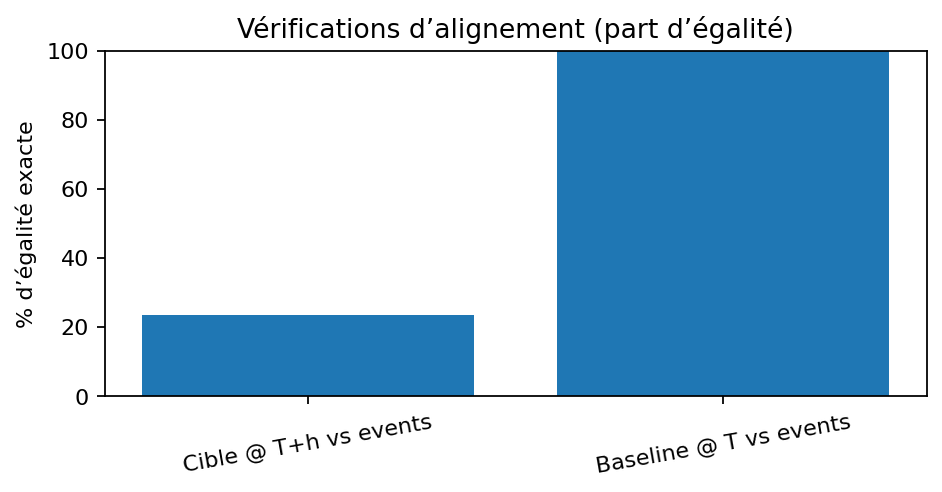 Vérifications d’alignement (part d’égalité)
% d’égalité exacte
100
80
60
40
20
0
Cible @ T+h vs events
Baseline @ T vs events